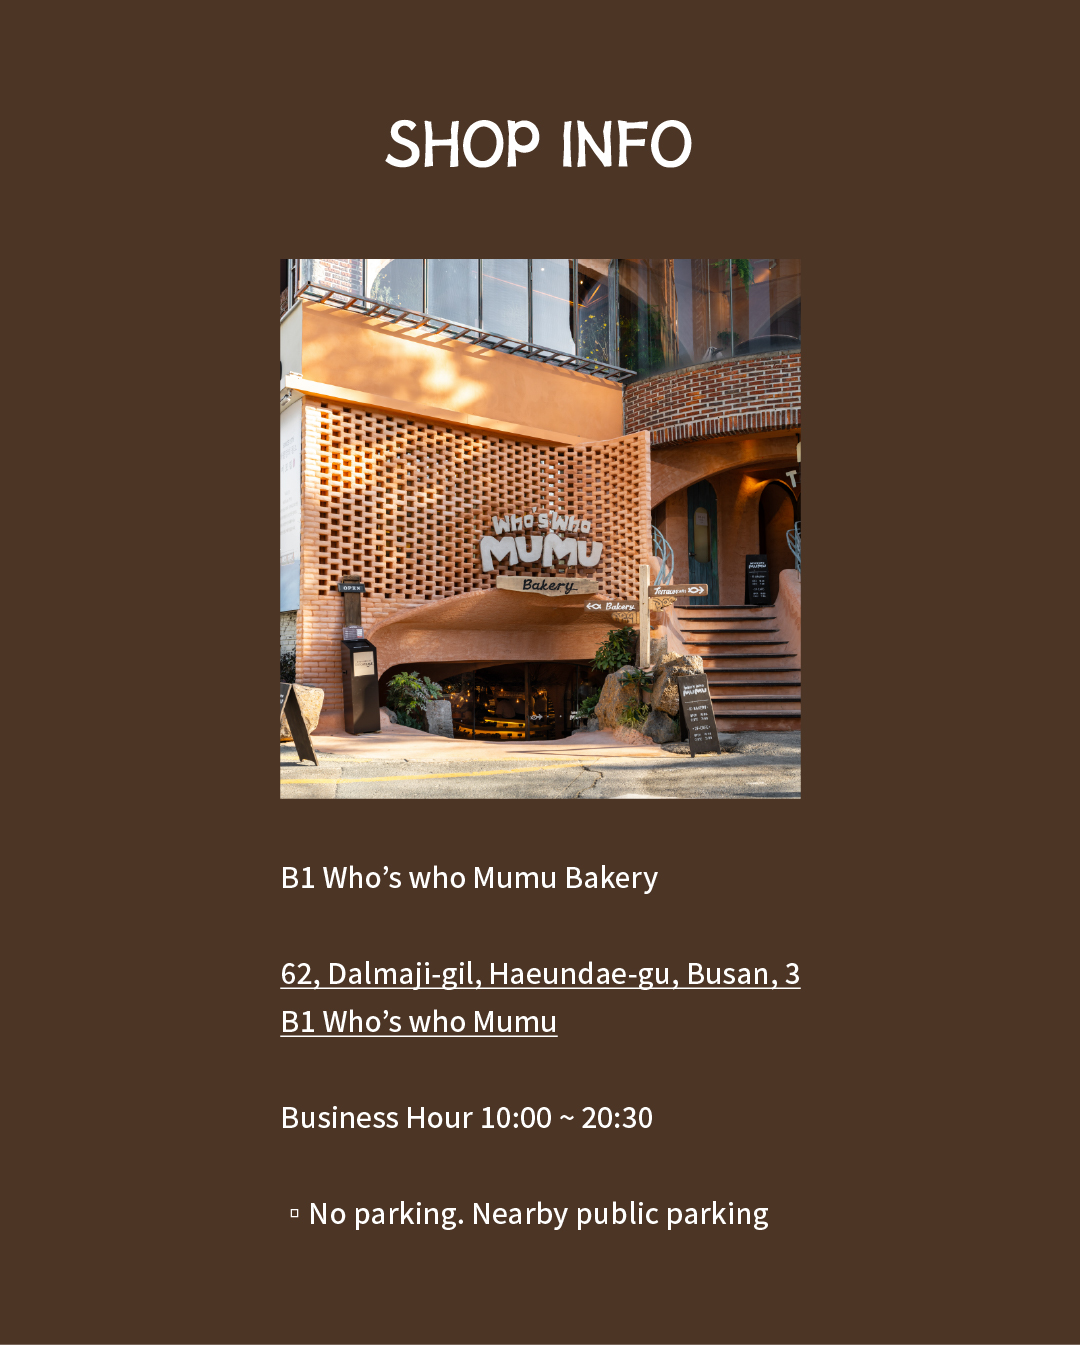 SHOP INFO
Who's Who
MUMU
Bakery
OPEN
Bakery
B1 Who’s who Mumu Bakery
62, Dalmaji-gil, Haeundae-gu, Busan, 3
B1 Who’s who Mumu
Business Hour 10:00 ~ 20:30
▫ No parking. Nearby public parking